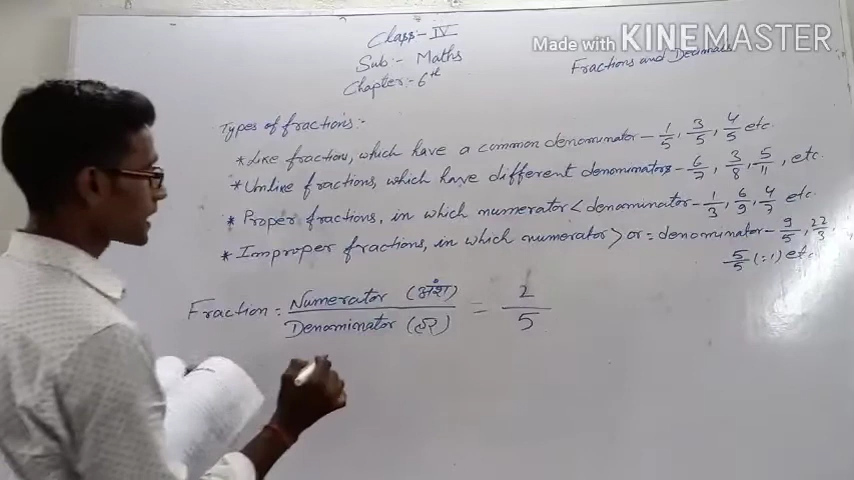 Made with KINEMASTER
Class:- IV
Sub:- Maths
Chapter:- 6th
Fractions and Decimals
Types of fractions:-
* Like fraction, which have a common denominator - 1/5, 3/5, 4/5 etc.
* Unlike fractions, which have different denominators - 6/7, 3/8, 5/11, etc.
* Proper fractions, in which numerator < denominator - 1/3, 6/9, 4/7 etc.
* Improper fractions, in which numerator > or = denominator - 9/5, 22/3,
5/5 (=1) etc.
Fraction = Numerator (अंश) / Denominator (हर) = 2/5